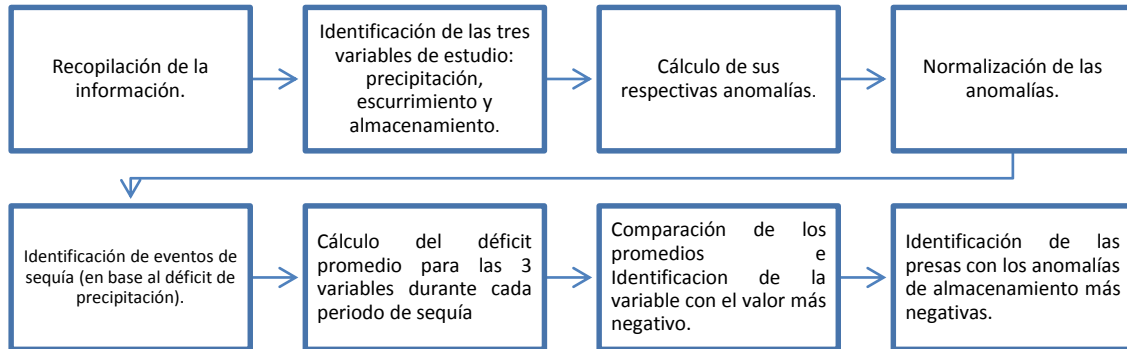 Recopilación de la
información.
Identificación de las tres
variables de estudio:
precipitación,
escurrimiento y
almacenamiento.
Cálculo de sus
respectivas anomalías.
Normalización de las
anomalías.
Identificación de eventos de
sequía (en base al déficit de
precipitación).
Cálculo del déficit
promedio para las 3
variables durante cada
periodo de sequía
Comparación de los
promedios e
Identificacion de la
variable con el valor más
negativo.
Identificación de las
presas con los anomalías
de almacenamiento más
negativas.